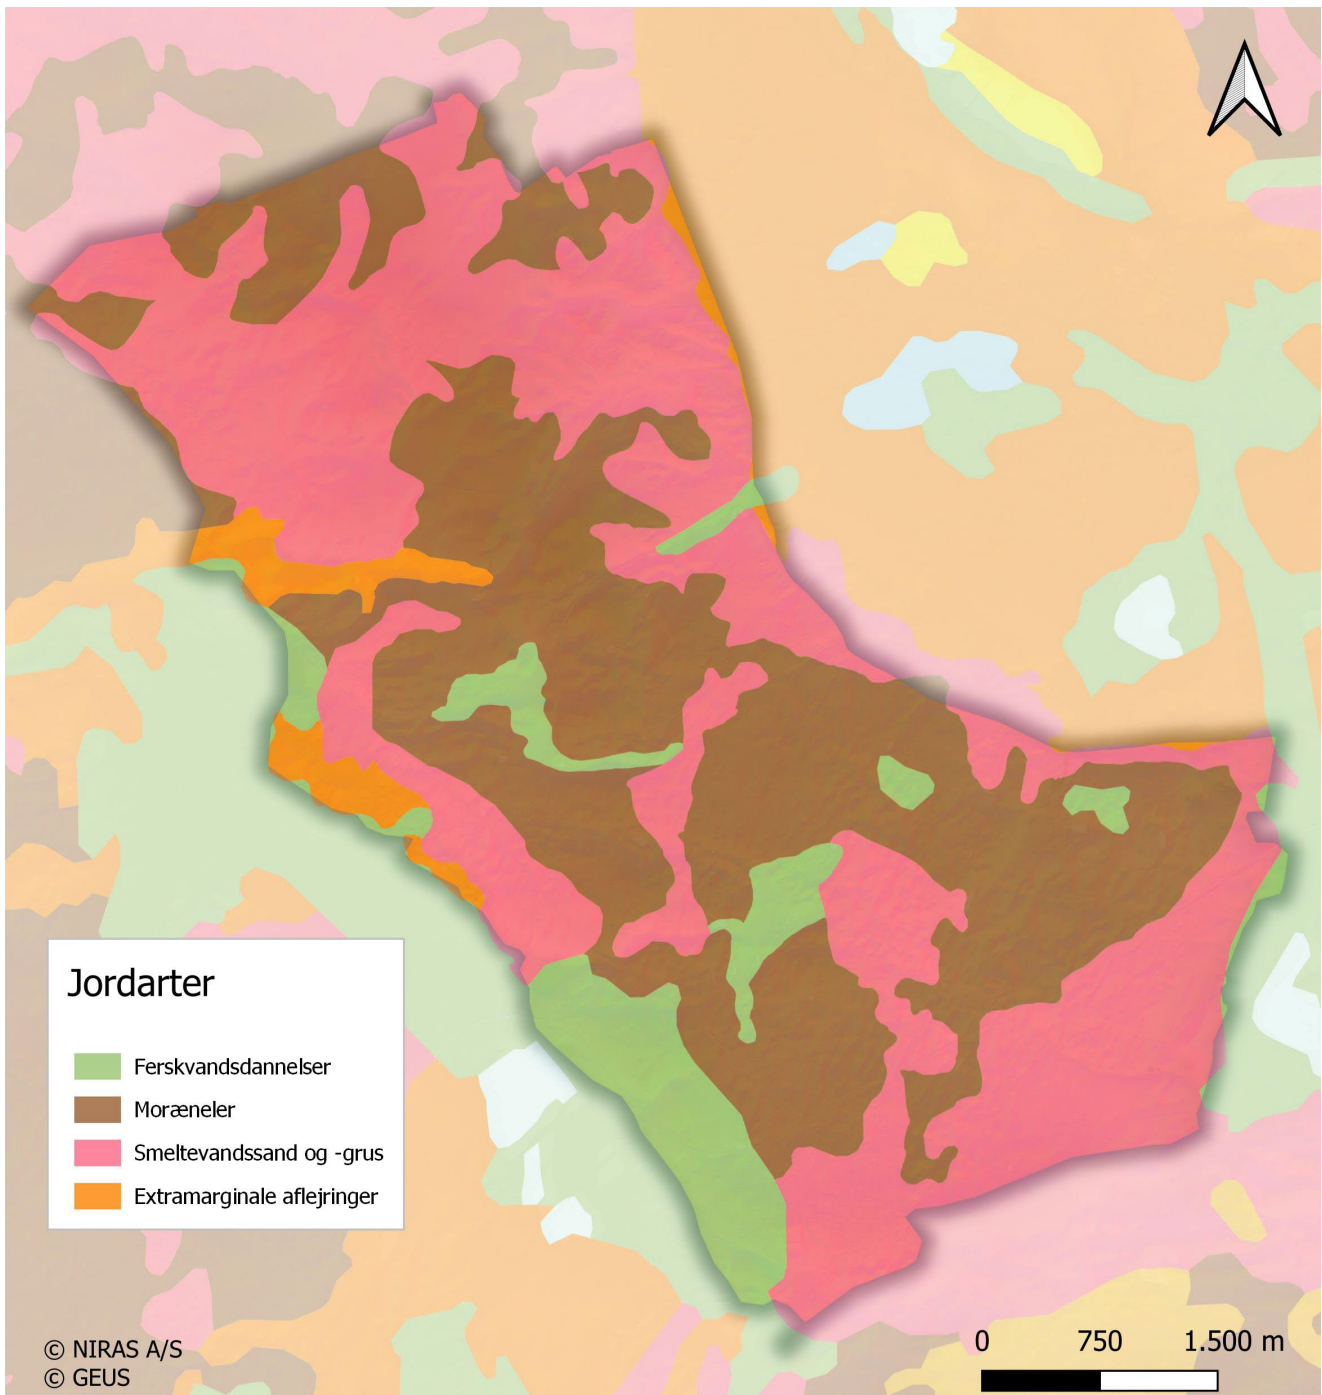 Jordarter
Ferskvandsdannelser
Moræneler
Smeltevandssand og -grus
Extramarginale aflejringer
© NIRAS A/S
© GEUS
0 750 1.500 m